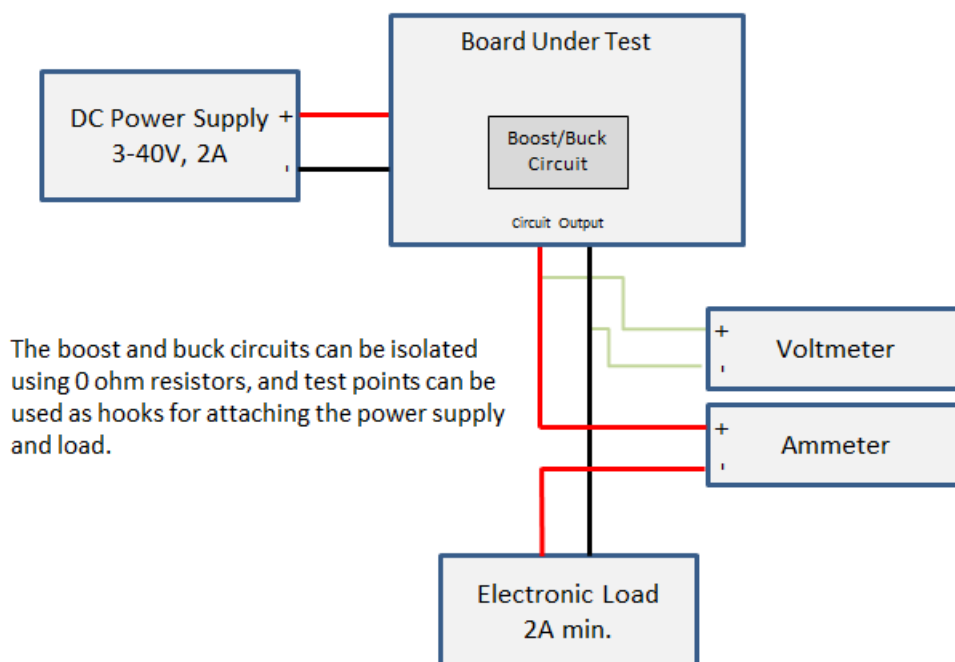 Board Under Test
DC Power Supply +
3-40V, 2A
-
Boost/Buck
Circuit
Circuit Output
The boost and buck circuits can be isolated
using 0 ohm resistors, and test points can be
used as hooks for attaching the power supply
and load.
+
Voltmeter
-
+
Ammeter
-
Electronic Load
2A min.